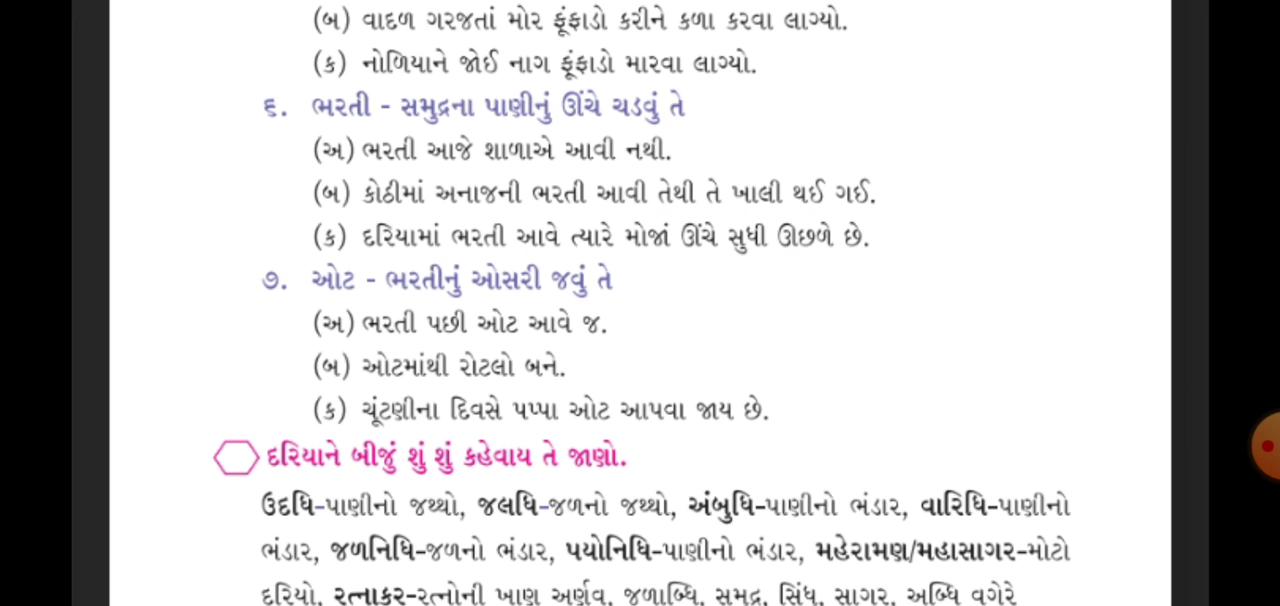 (બ) વાદળ ગરજતાં મોર ફૂંફાડો કરીને કળા કરવા લાગ્યો.
(ક) નોળિયાને જોઈ નાગ ફૂંફાડો મારવા લાગ્યો.
૬. ભરતી - સમુદ્રના પાણીનું ઊંચે ચડવું તે
(અ) ભરતી આજે શાળાએ આવી નથી.
(બ) કોઠીમાં અનાજની ભરતી આવી તેથી તે ખાલી થઈ ગઈ.
(ક) દરિયામાં ભરતી આવે ત્યારે મોજાં ઊંચે સુધી ઊછળે છે.
૭. ઓટ - ભરતીનું ઓસરી જવું તે
(અ) ભરતી પછી ઓટ આવે જ.
(બ) ઓટમાંથી રોટલો બને.
(ક) ચૂંટણીના દિવસે પપ્પા ઓટ આપવા જાય છે.
દરિયાને બીજું શું શું કહેવાય તે જાણો.
ઉદધિ-પાણીનો જથ્થો, જલધિ-જળનો જથ્થો, અંબુધિ-પાણીનો ભંડાર, વારિધિ-પાણીનો
ભંડાર, જળનિધિ-જળનો ભંડાર, પયોનિધિ-પાણીનો ભંડાર, મહેરામણ/મહાસાગર-મોટો
દરિયો, રત્નાકર-રત્નોની ખાણ અર્ણવ, જળાબ્ધિ, સમુદ્ર, સિંધુ, સાગર, અબ્ધિ વગેરે